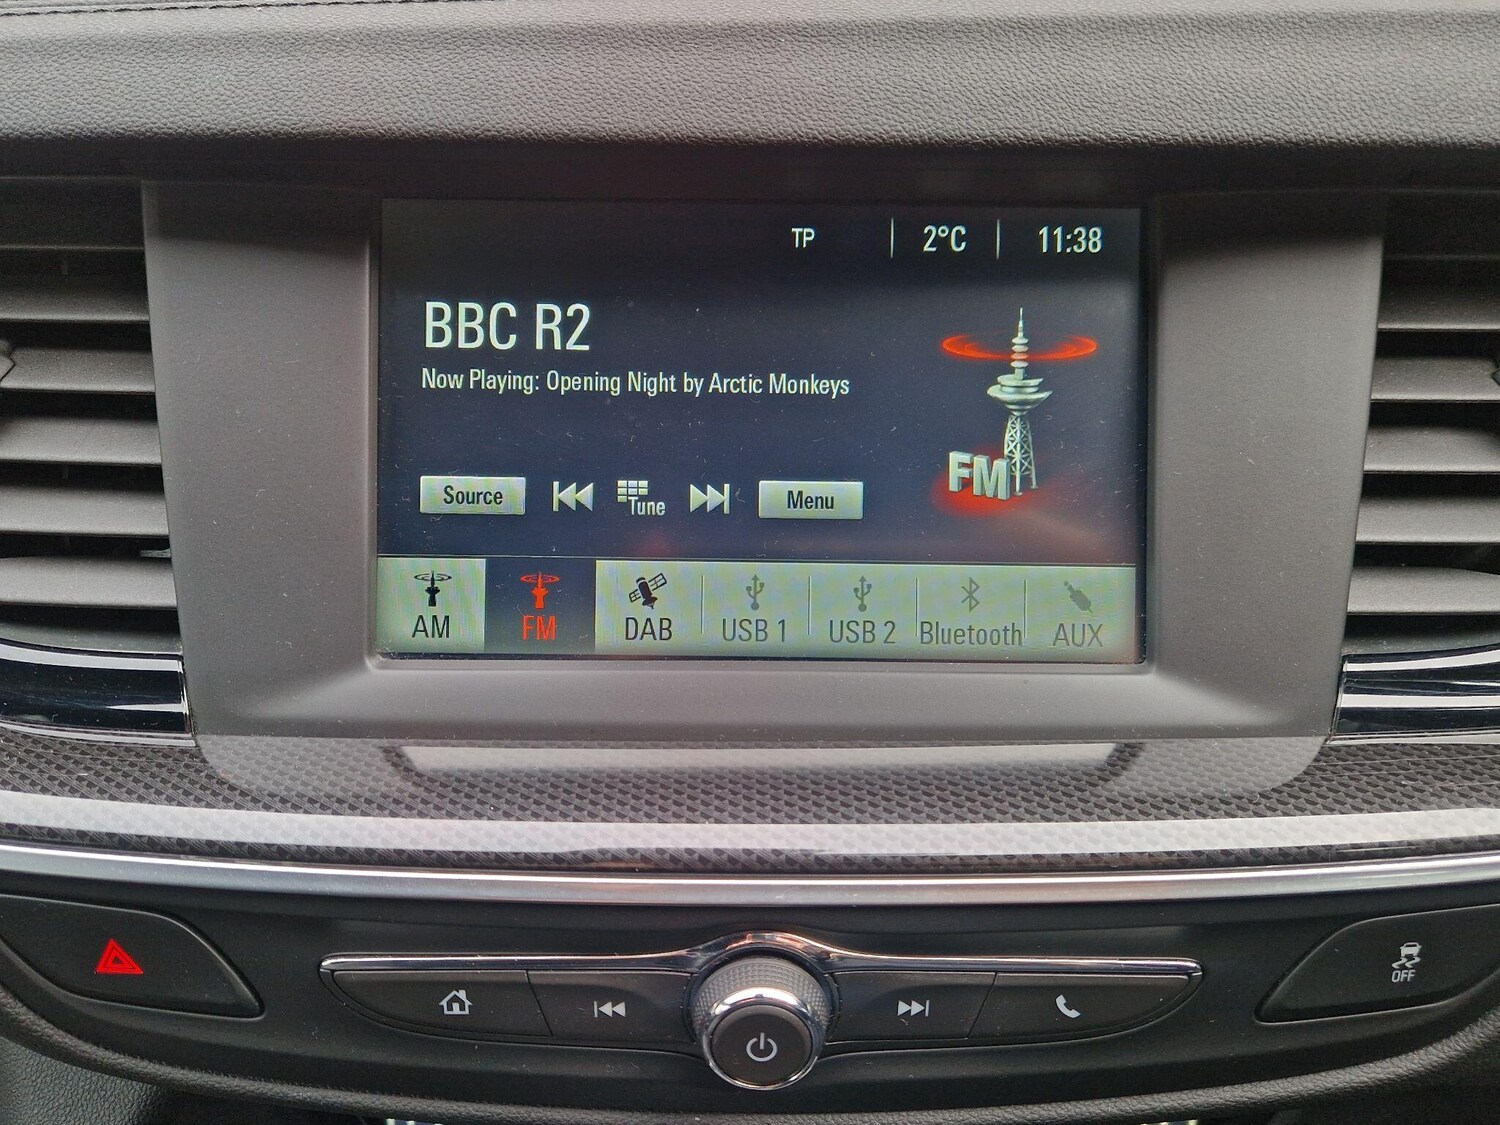 TP 2°C 11:38
BBC R2
Now Playing: Opening Night by Arctic Monkeys
FM
Source Tune Menu
AM FM DAB USB 1 USB 2 Bluetooth AUX
OFF